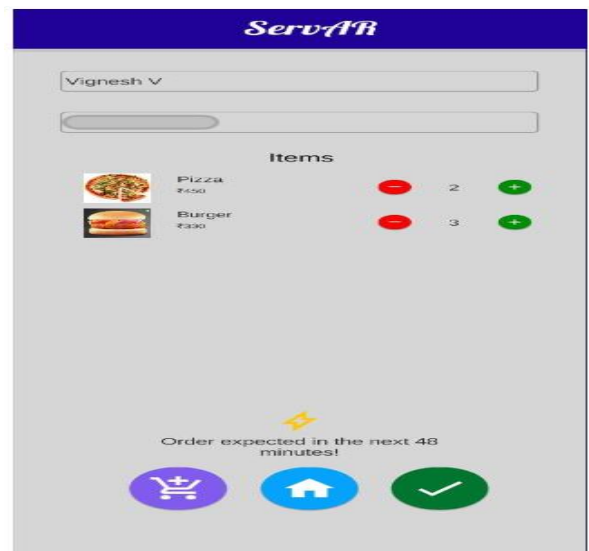 ServAR
Vignesh V
Items
Pizza
₹450
2
Burger
₹330
3
Order expected in the next 48
minutes!